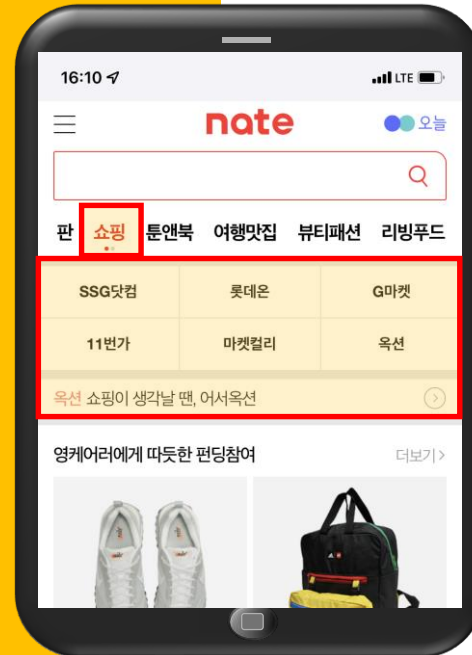 16:10 LTE
nate 오늘
판 쇼핑 툰앤북 여행맛집 뷰티패션 리빙푸드
SSG닷컴 롯데온 G마켓
11번가 마켓컬리 옥션
옥션 쇼핑이 생각날 땐, 어서옥션
영케어러에게 따듯한 펀딩참여 더보기